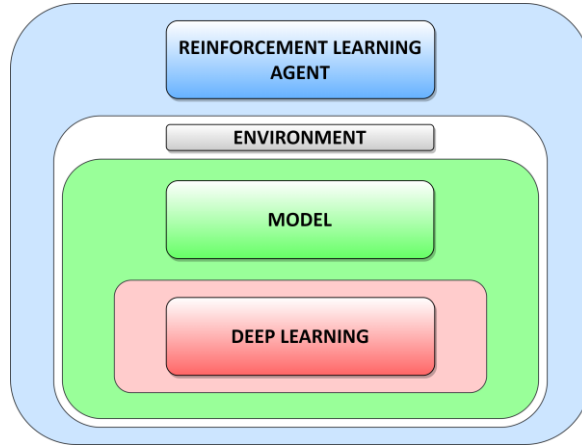 REINFORCEMENT LEARNING
AGENT
ENVIRONMENT
MODEL
DEEP LEARNING